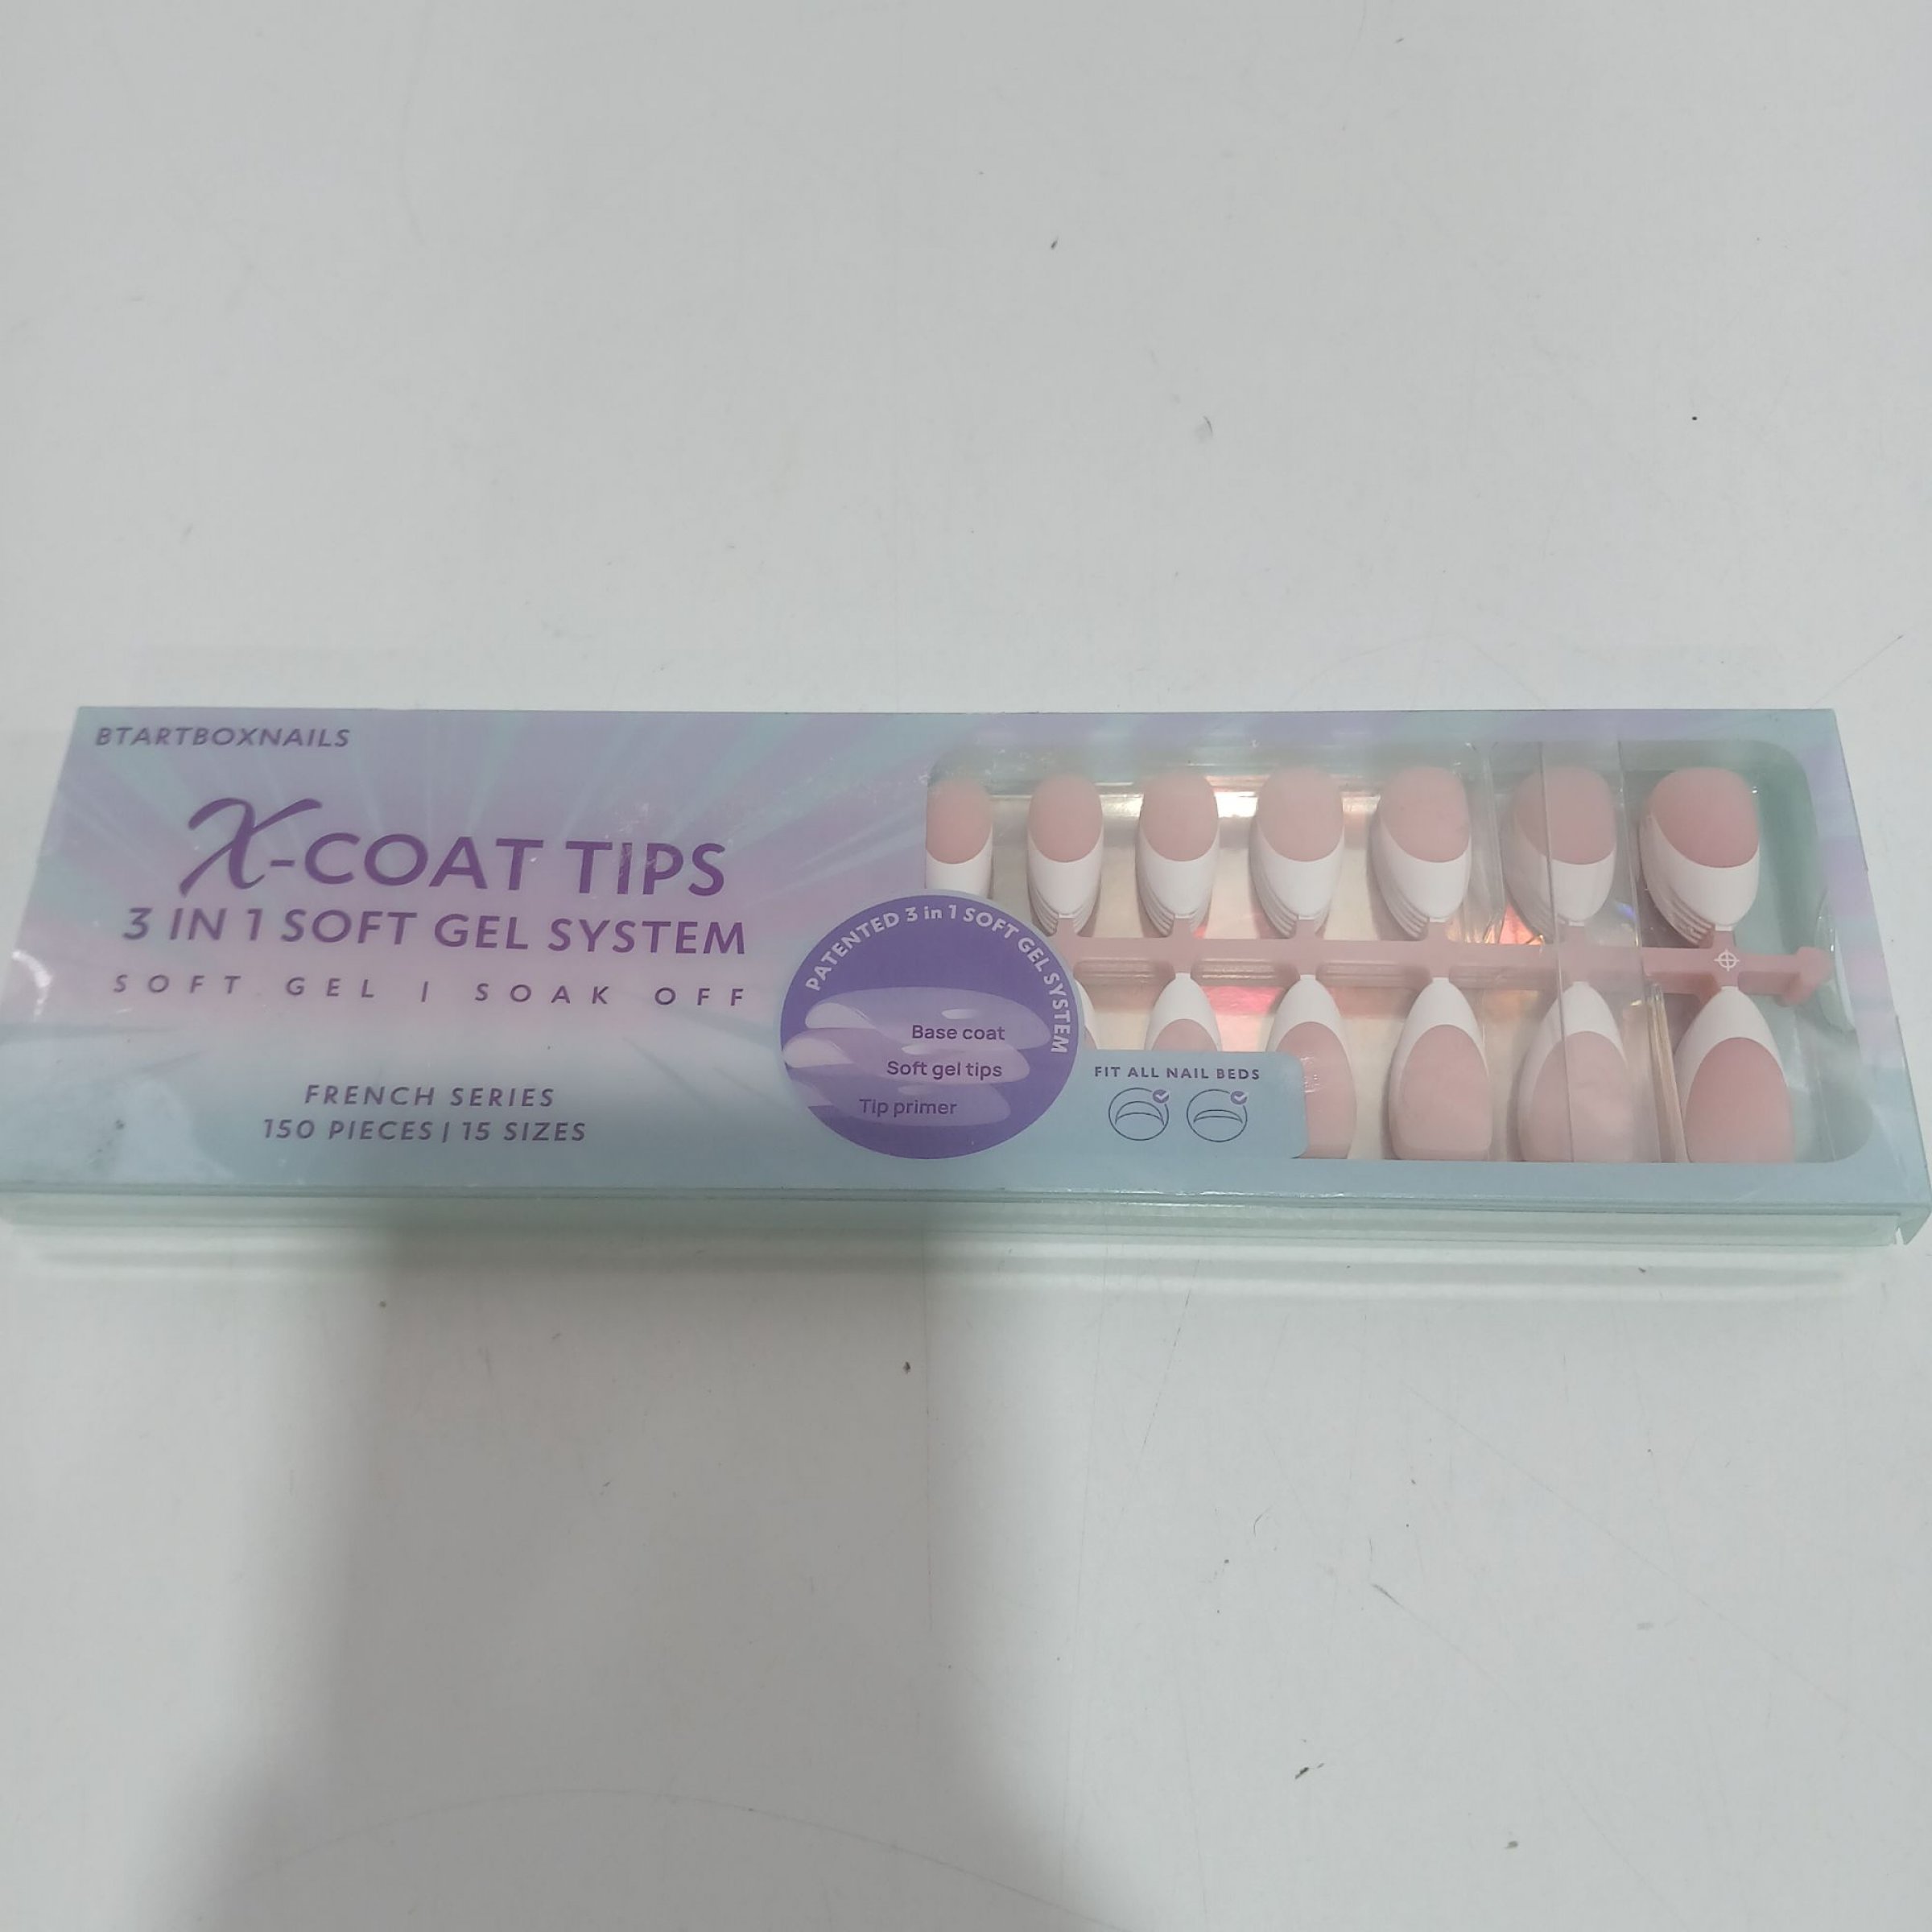 BTARTBOXNAILS
X-COAT TIPS
3 IN 1 SOFT GEL SYSTEM
SOFT GEL | SOAK OFF
FRENCH SERIES
150 PIECES | 15 SIZES
PATENTED 3 in 1 SOFT GEL SYSTEM
Base coat
Soft gel tips
Tip primer
FIT ALL NAIL BEDS